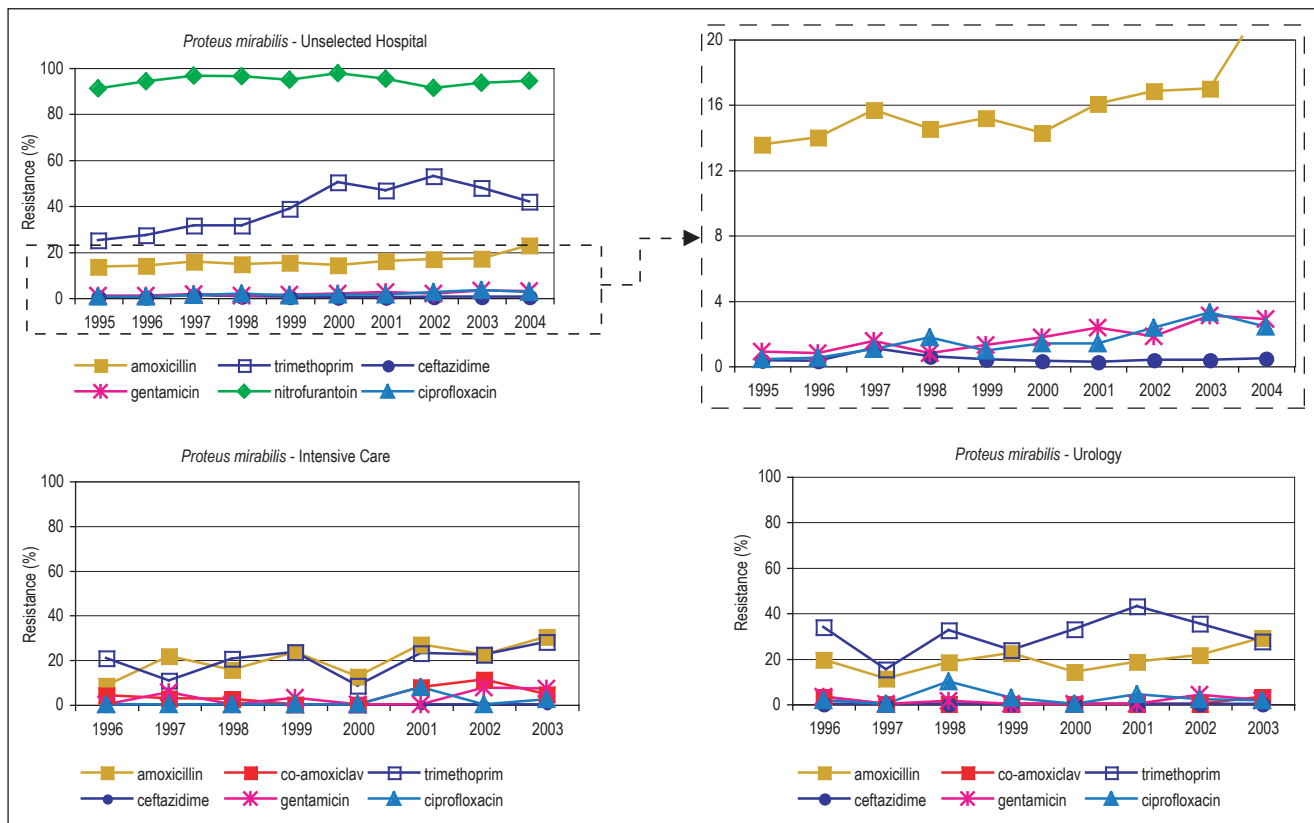 Proteus mirabilis - Unselected Hospital
Resistance (%)
100
80
60
40
20
0
1995 1996 1997 1998 1999 2000 2001 2002 2003 2004
amoxicillin trimethoprim ceftazidime
gentamicin nitrofurantoin ciprofloxacin
20
16
12
8
4
0
1995 1996 1997 1998 1999 2000 2001 2002 2003 2004
Proteus mirabilis - Intensive Care
Resistance (%)
100
80
60
40
20
0
1996 1997 1998 1999 2000 2001 2002 2003
amoxicillin co-amoxiclav trimethoprim
ceftazidime gentamicin ciprofloxacin
Proteus mirabilis - Urology
Resistance (%)
100
80
60
40
20
0
1996 1997 1998 1999 2000 2001 2002 2003
amoxicillin co-amoxiclav trimethoprim
ceftazidime gentamicin ciprofloxacin